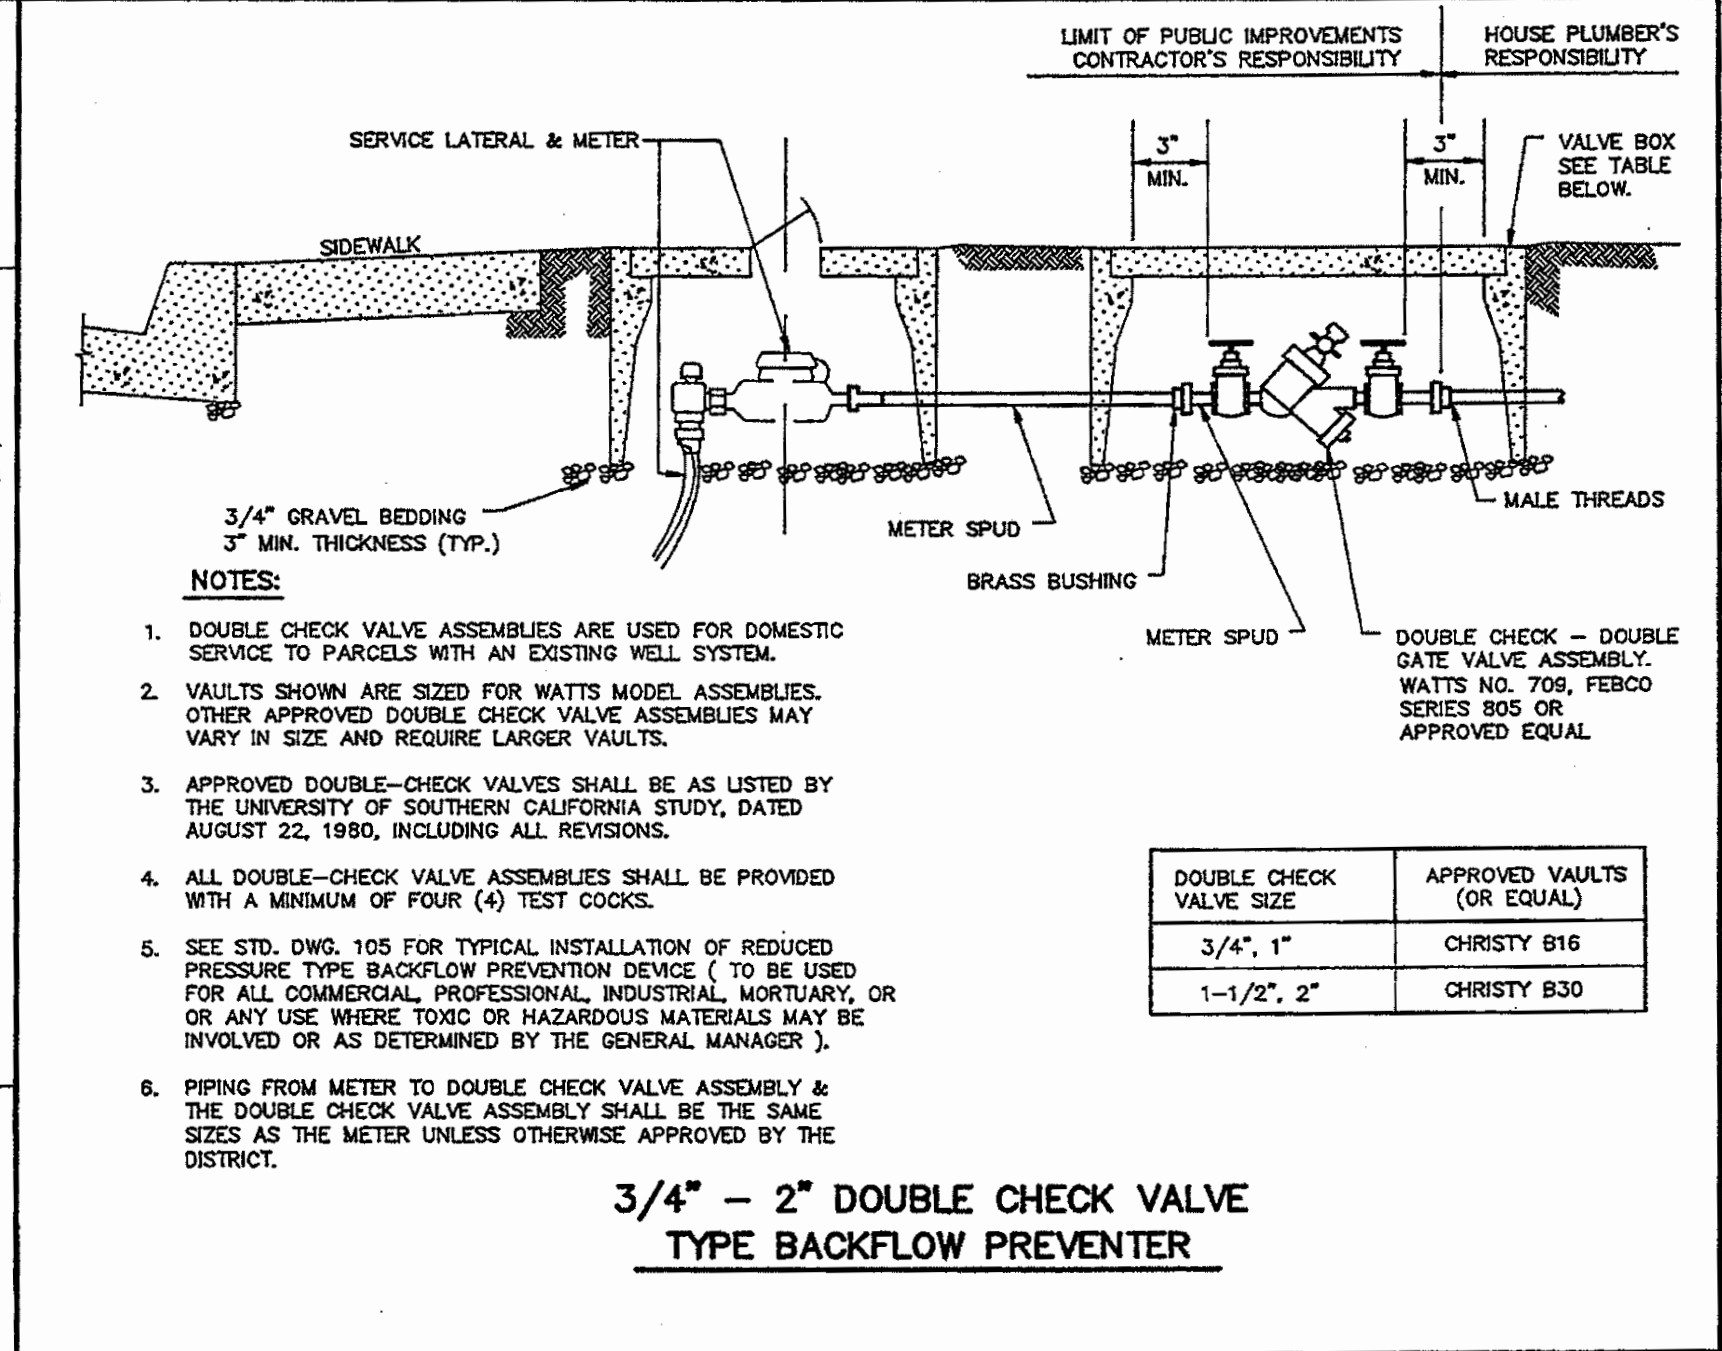 LIMIT OF PUBLIC IMPROVEMENTS
CONTRACTOR'S RESPONSIBILITY
HOUSE PLUMBER'S
RESPONSIBILITY
SERVICE LATERAL & METER
3"
MIN.
3"
MIN.
VALVE BOX
SEE TABLE
BELOW.
SIDEWALK
3/4" GRAVEL BEDDING
3" MIN. THICKNESS (TYP.)
METER SPUD
MALE THREADS
BRASS BUSHING
METER SPUD
DOUBLE CHECK – DOUBLE
GATE VALVE ASSEMBLY.
WATTS NO. 709, FEBCO
SERIES 805 OR
APPROVED EQUAL
NOTES:
1. DOUBLE CHECK VALVE ASSEMBLIES ARE USED FOR DOMESTIC
SERVICE TO PARCELS WITH AN EXISTING WELL SYSTEM.
2. VAULTS SHOWN ARE SIZED FOR WATTS MODEL ASSEMBLIES.
OTHER APPROVED DOUBLE CHECK VALVE ASSEMBLIES MAY
VARY IN SIZE AND REQUIRE LARGER VAULTS.
3. APPROVED DOUBLE–CHECK VALVES SHALL BE AS LISTED BY
THE UNIVERSITY OF SOUTHERN CALIFORNIA STUDY, DATED
AUGUST 22, 1980, INCLUDING ALL REVISIONS.
4. ALL DOUBLE–CHECK VALVE ASSEMBLIES SHALL BE PROVIDED
WITH A MINIMUM OF FOUR (4) TEST COCKS.
5. SEE STD. DWG. 105 FOR TYPICAL INSTALLATION OF REDUCED
PRESSURE TYPE BACKFLOW PREVENTION DEVICE ( TO BE USED
FOR ALL COMMERCIAL, PROFESSIONAL, INDUSTRIAL, MORTUARY, OR
OR ANY USE WHERE TOXIC OR HAZARDOUS MATERIALS MAY BE
INVOLVED OR AS DETERMINED BY THE GENERAL MANAGER ).
6. PIPING FROM METER TO DOUBLE CHECK VALVE ASSEMBLY &
THE DOUBLE CHECK VALVE ASSEMBLY SHALL BE THE SAME
SIZES AS THE METER UNLESS OTHERWISE APPROVED BY THE
DISTRICT.
DOUBLE CHECK
VALVE SIZE
APPROVED VAULTS
(OR EQUAL)
3/4", 1"
CHRISTY B16
1–1/2", 2"
CHRISTY B30
3/4" – 2" DOUBLE CHECK VALVE
TYPE BACKFLOW PREVENTER